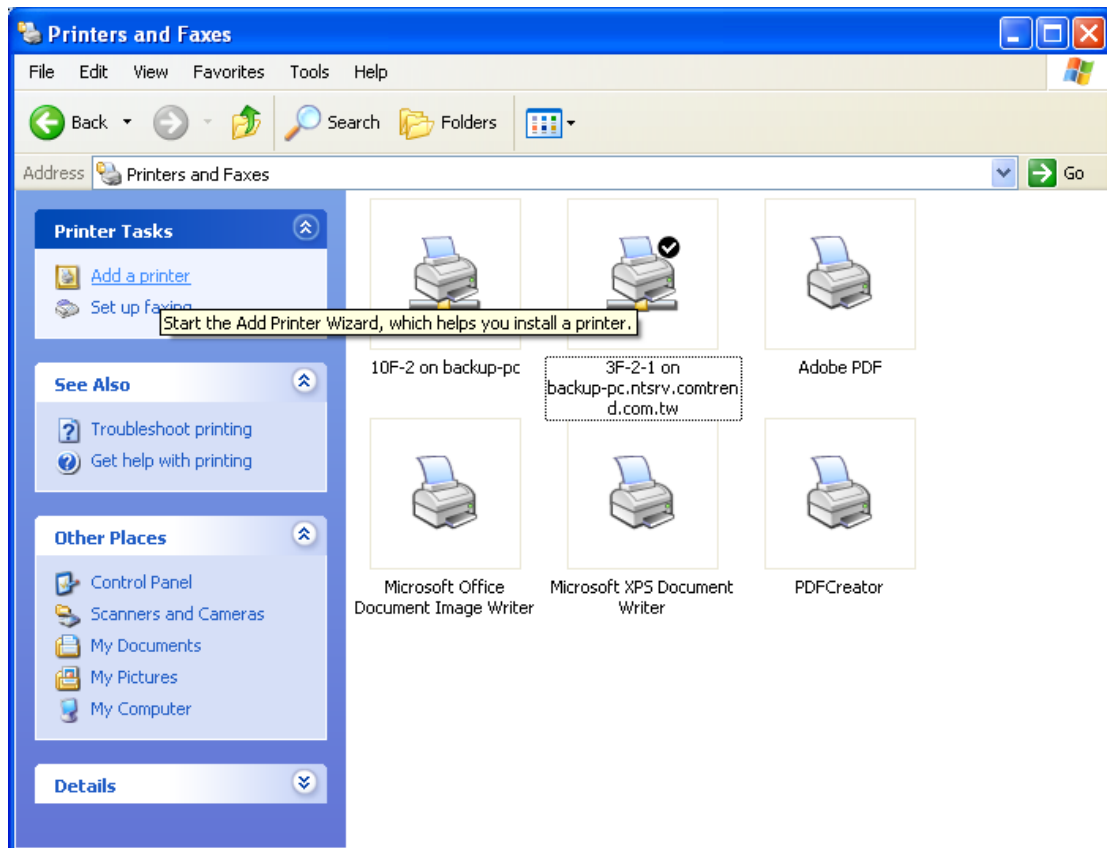 Printers and Faxes
File Edit View Favorites Tools Help
Back Search Folders
Address Printers and Faxes Go
Printer Tasks
Add a printer
Set up faxing
Start the Add Printer Wizard, which helps you install a printer.
See Also
Troubleshoot printing
Get help with printing
Other Places
Control Panel
Scanners and Cameras
My Documents
My Pictures
My Computer
Details
10F-2 on backup-pc
3F-2-1 on
backup-pc.ntsrv.comtren
d.com.tw
Adobe PDF
Microsoft Office
Document Image Writer
Microsoft XPS Document
Writer
PDFCreator